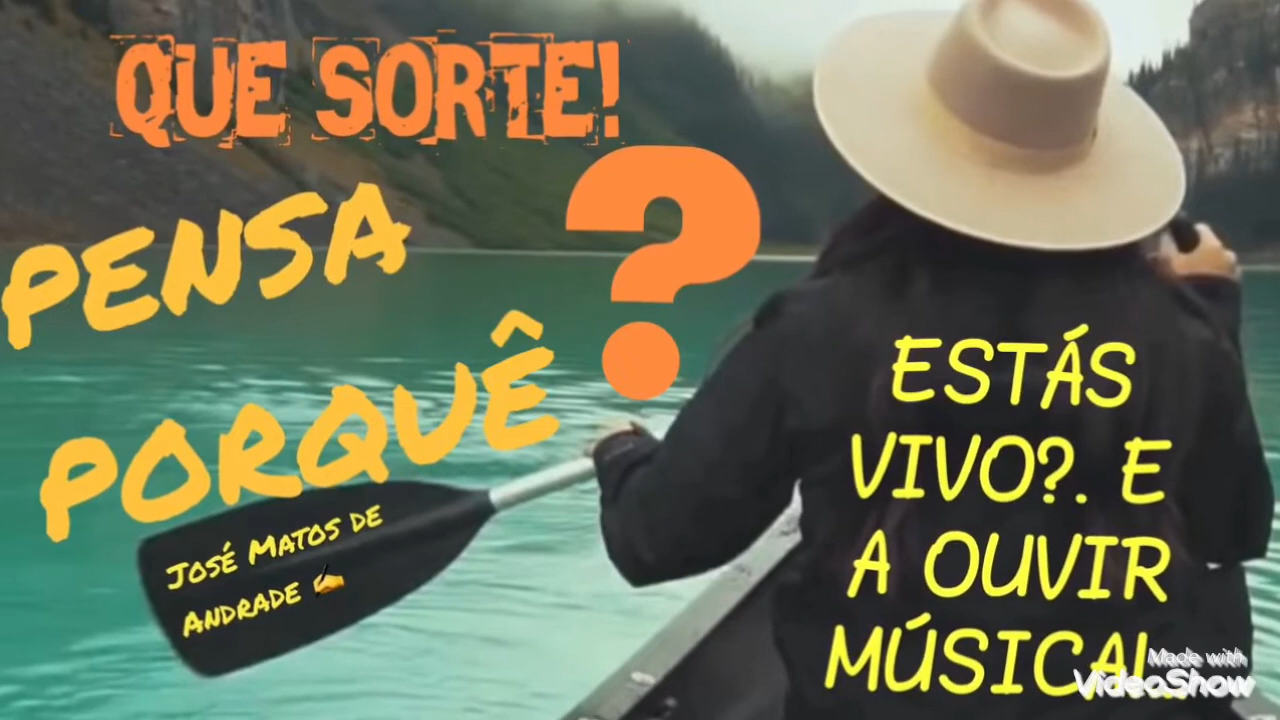 QUE SORTE!
PENSA
PORQUÊ
?
JOSÉ MATOS DE
ANDRADE ✍
ESTÁS
VIVO?. E
A OUVIR
MÚSICA!..
Made with
VideoShow